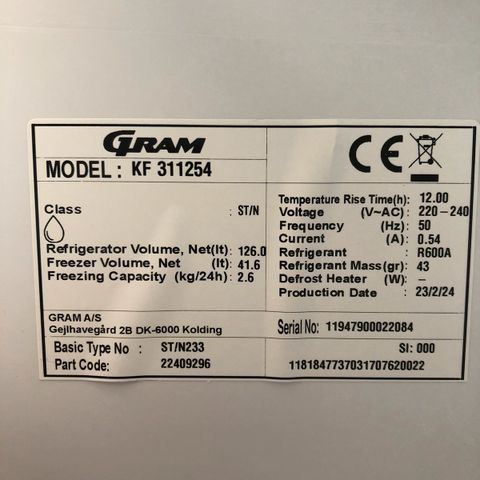 GRAM
CE
MODEL : KF 311254
Class : ST/N
Refrigerator Volume, Net(lt): 126.0
Freezer Volume, Net (lt): 41.6
Freezing Capacity (kg/24h) : 2.6
Temperature Rise Time(h): 12.00
Voltage (V~AC) : 220-240
Frequency (Hz) : 50
Current (A) : 0.54
Refrigerant : R600A
Refrigerant Mass(gr) : 43
Defrost Heater (W) : --
Production Date : 23/2/24
GRAM A/S
Gejlhavegård 2B DK-6000 Kolding
Serial No: 11947900022084
Basic Type No : ST/N233
Part Code: 22409296
SI: 000
1181847737031707620022